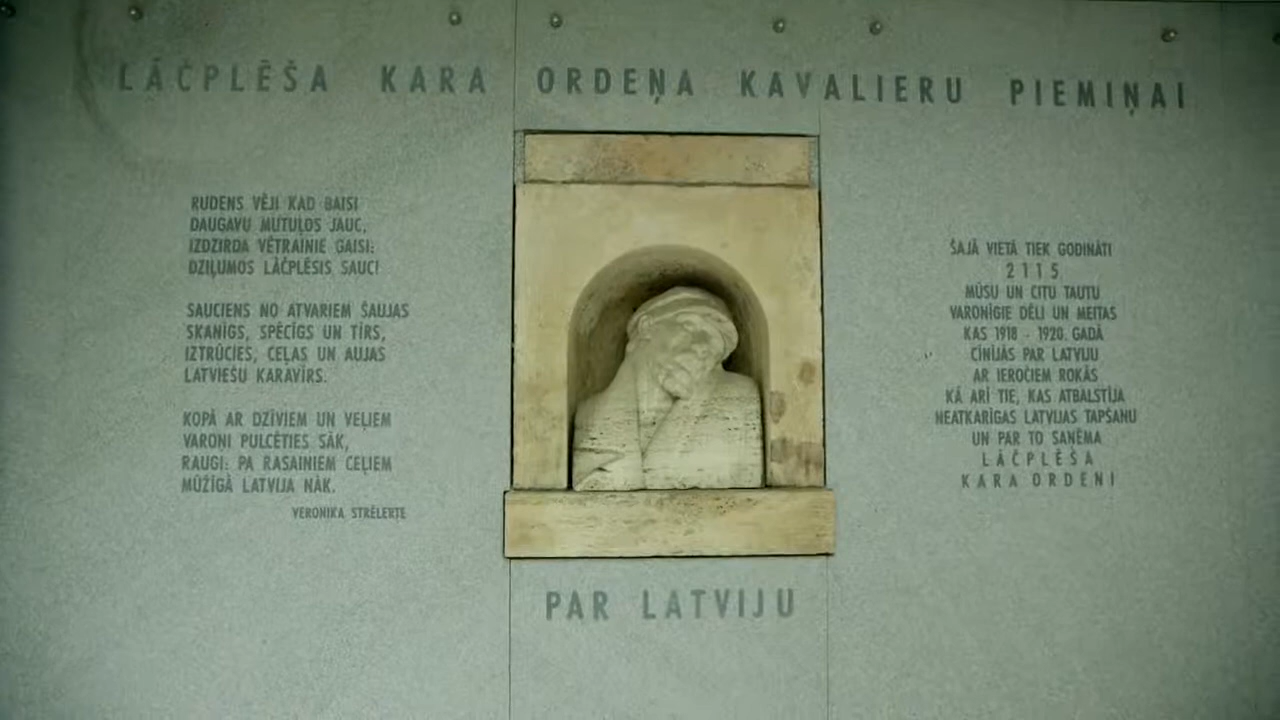 LĀČPLĒŠA KARA ORDEŅA KAVALIERU PIEMIŅAI
RUDENS VĒJI KAD BAISI
DAUGAVU MUTUĻOS JAUC,
IZDZIRDA VĒTRAINIE GAISI:
DZIĻUMOS LĀČPLĒSIS SAUC!
SAUCIENS NO ATVARIEM ŠAUJAS
SKANĪGS, SPĒCĪGS UN TĪRS,
IZTRŪCIES, CEĻAS UN AUJAS
LATVIEŠU KARAVĪRS.
KOPĀ AR DZĪVIEM UN VEĻIEM
VAROŅI PULCĒTIES SĀK,
RAUGI: PA RASAINIEM CEĻIEM
MŪŽĪGĀ LATVIJA NĀK.
VERONIKA STRĒLERTE
ŠAJĀ VIETĀ TIEK GODINĀTI
2115
MŪSU UN CITU TAUTU
VARONĪGIE DĒLI UN MEITAS
KAS 1918 - 1920. GADĀ
CĪNĪJĀS PAR LATVIJU
AR IEROČIEM ROKĀS
KĀ ARĪ TIE, KAS ATBALSTĪJA
NEATKARĪGAS LATVIJAS TAPŠANU
UN PAR TO SAŅĒMA
LĀČPLĒŠA
KARA ORDENI
PAR LATVIJU